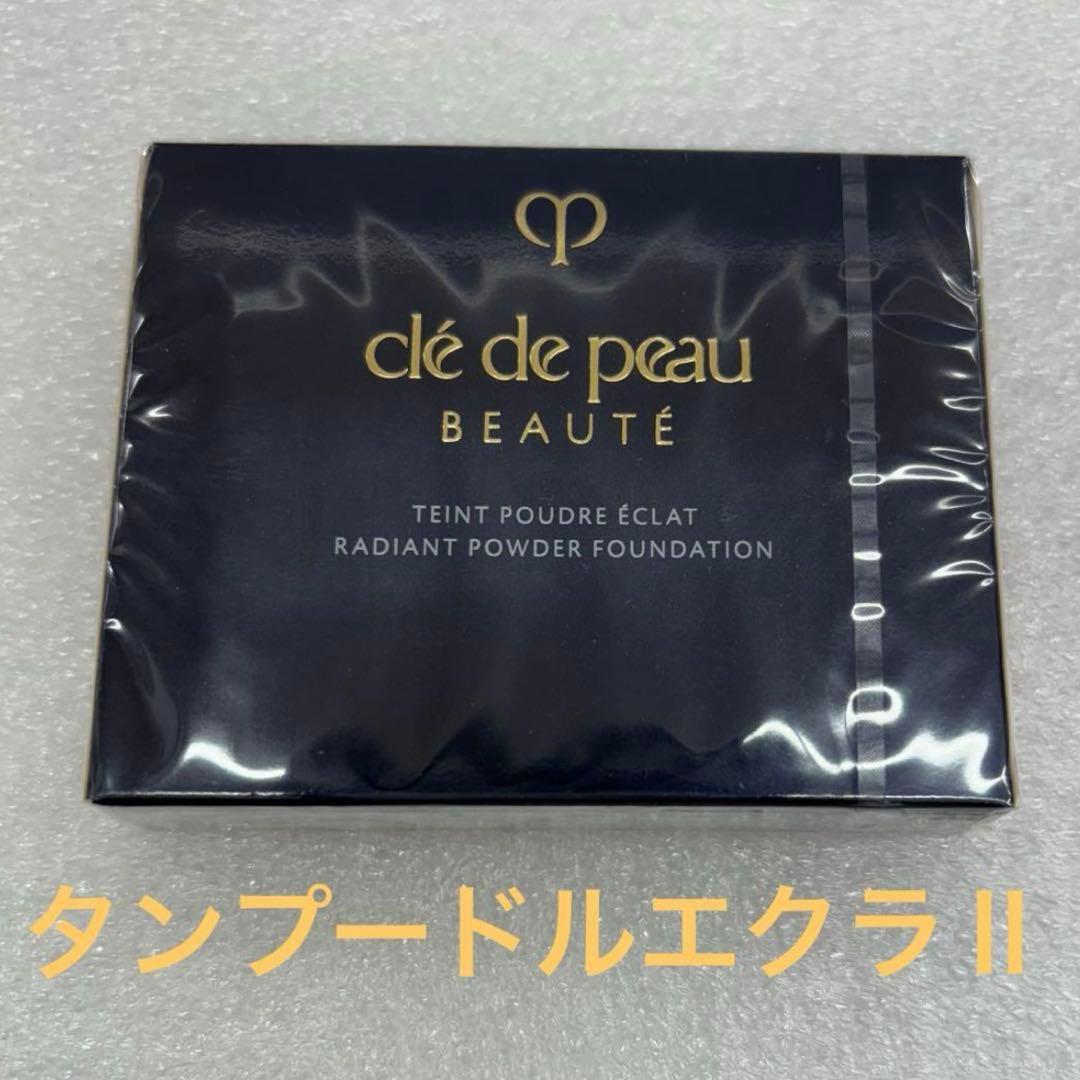 clé de peau
BEAUTÉ
TEINT POUDRE ÉCLAT
RADIANT POWDER FOUNDATION
タンプードルエクラⅡ